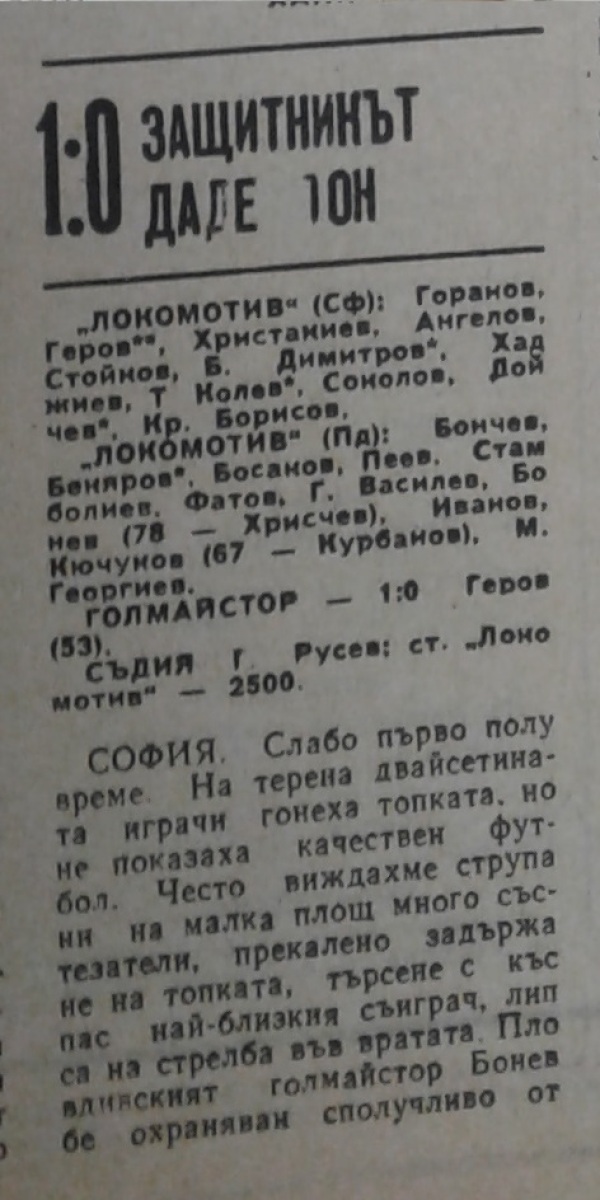 1:0 ЗАЩИТНИКЪТ
ДАДЕ ТОН
„ЛОКОМОТИВ“ (Сф): Горанов,
Геров**, Христакиев, Ангелов,
Стойков, Б. Димитров*, Хад
жиев, Т Колев*, Соколов, Дой
чев*, Кр. Борисов.
„ЛОКОМОТИВ“ (Пд): Бончев,
Беняров*, Босаков, Пеев. Стам
болиев. Фатов, Г. Василев, Бо
нев (78 — Хрисчев), Иванов,
Кючуков (67 — Курбанов), М.
Георгиев.
ГОЛМАЙСТОР — 1:0 Геров
(53).
СЪДИЯ Г. Русев; ст. „Локо
мотив“ — 2500.
СОФИЯ. Слабо първо полу
време. На терена двайсетина-
та играчи гонеха топката, но
не показаха качествен фут-
бол. Често виждахме струпа
ни на малка площ много със-
тезатели, прекалено задържа
не на топката, търсене с къс
пас най-близкия съиграч, лип
са на стрелба във вратата. Пло
вдивският голмайстор Бонев
бе охраняван сполучливо от